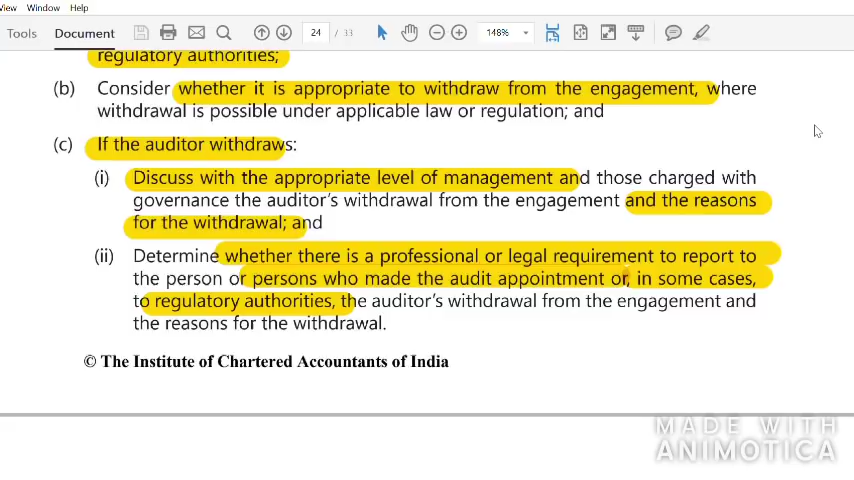 View Window Help
Tools Document 24 / 33 148%
regulatory authorities;
(b) Consider whether it is appropriate to withdraw from the engagement, where
withdrawal is possible under applicable law or regulation; and
(c) If the auditor withdraws:
(i) Discuss with the appropriate level of management and those charged with
governance the auditor's withdrawal from the engagement and the reasons
for the withdrawal; and
(ii) Determine whether there is a professional or legal requirement to report to
the person or persons who made the audit appointment or, in some cases,
to regulatory authorities, the auditor's withdrawal from the engagement and
the reasons for the withdrawal.
© The Institute of Chartered Accountants of India
MADE WITH
ANIMOTICA